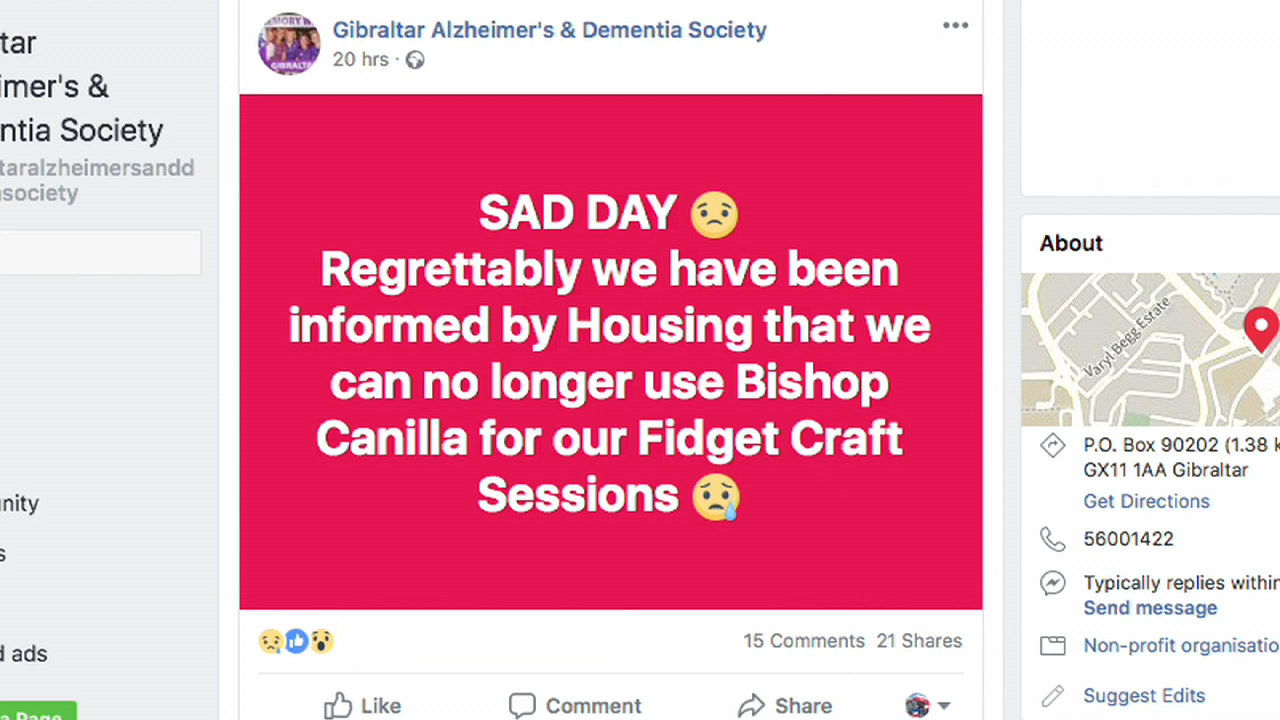 tar
imer's &
ntia Society
taralzheimersandd
society
nity
s
d ads
a Page
Gibraltar Alzheimer's & Dementia Society
20 hrs ·
SAD DAY 😟
Regrettably we have been
informed by Housing that we
can no longer use Bishop
Canilla for our Fidget Craft
Sessions 😢
15 Comments 21 Shares
Like Comment Share
About
Varyl Begg Estate
P.O. Box 90202 (1.38 k
GX11 1AA Gibraltar
Get Directions
56001422
Typically replies within
Send message
Non-profit organisatio
Suggest Edits